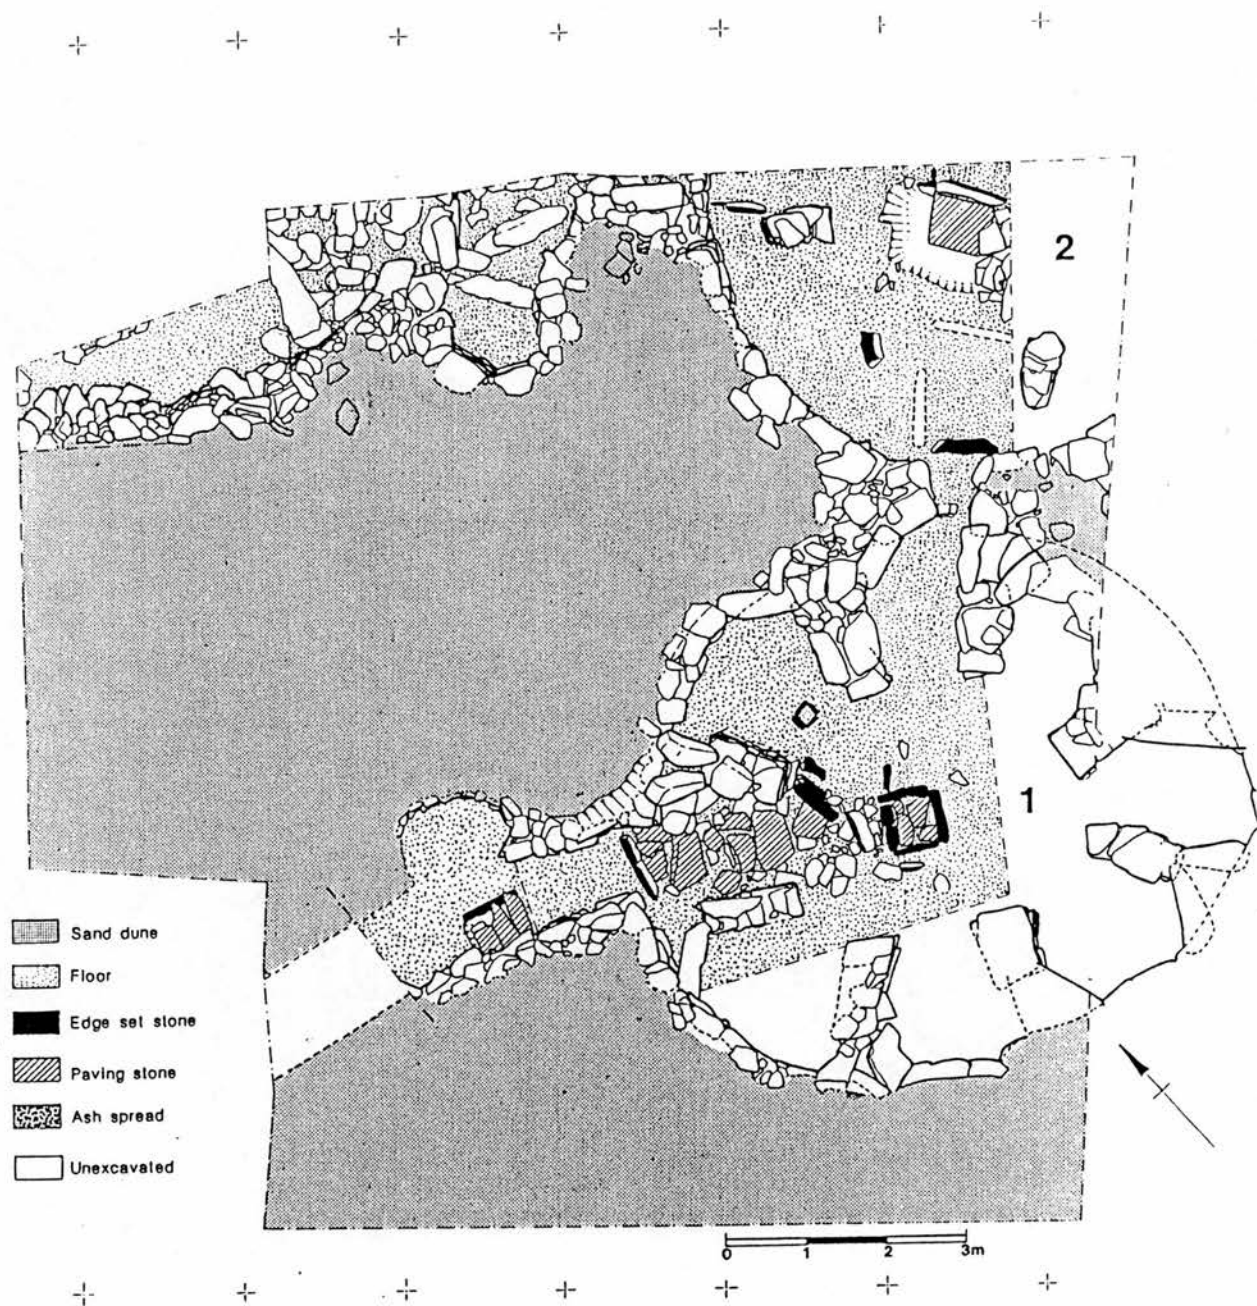 2
1
Sand dune
Floor
Edge set stone
Paving stone
Ash spread
Unexcavated
0 1 2 3m